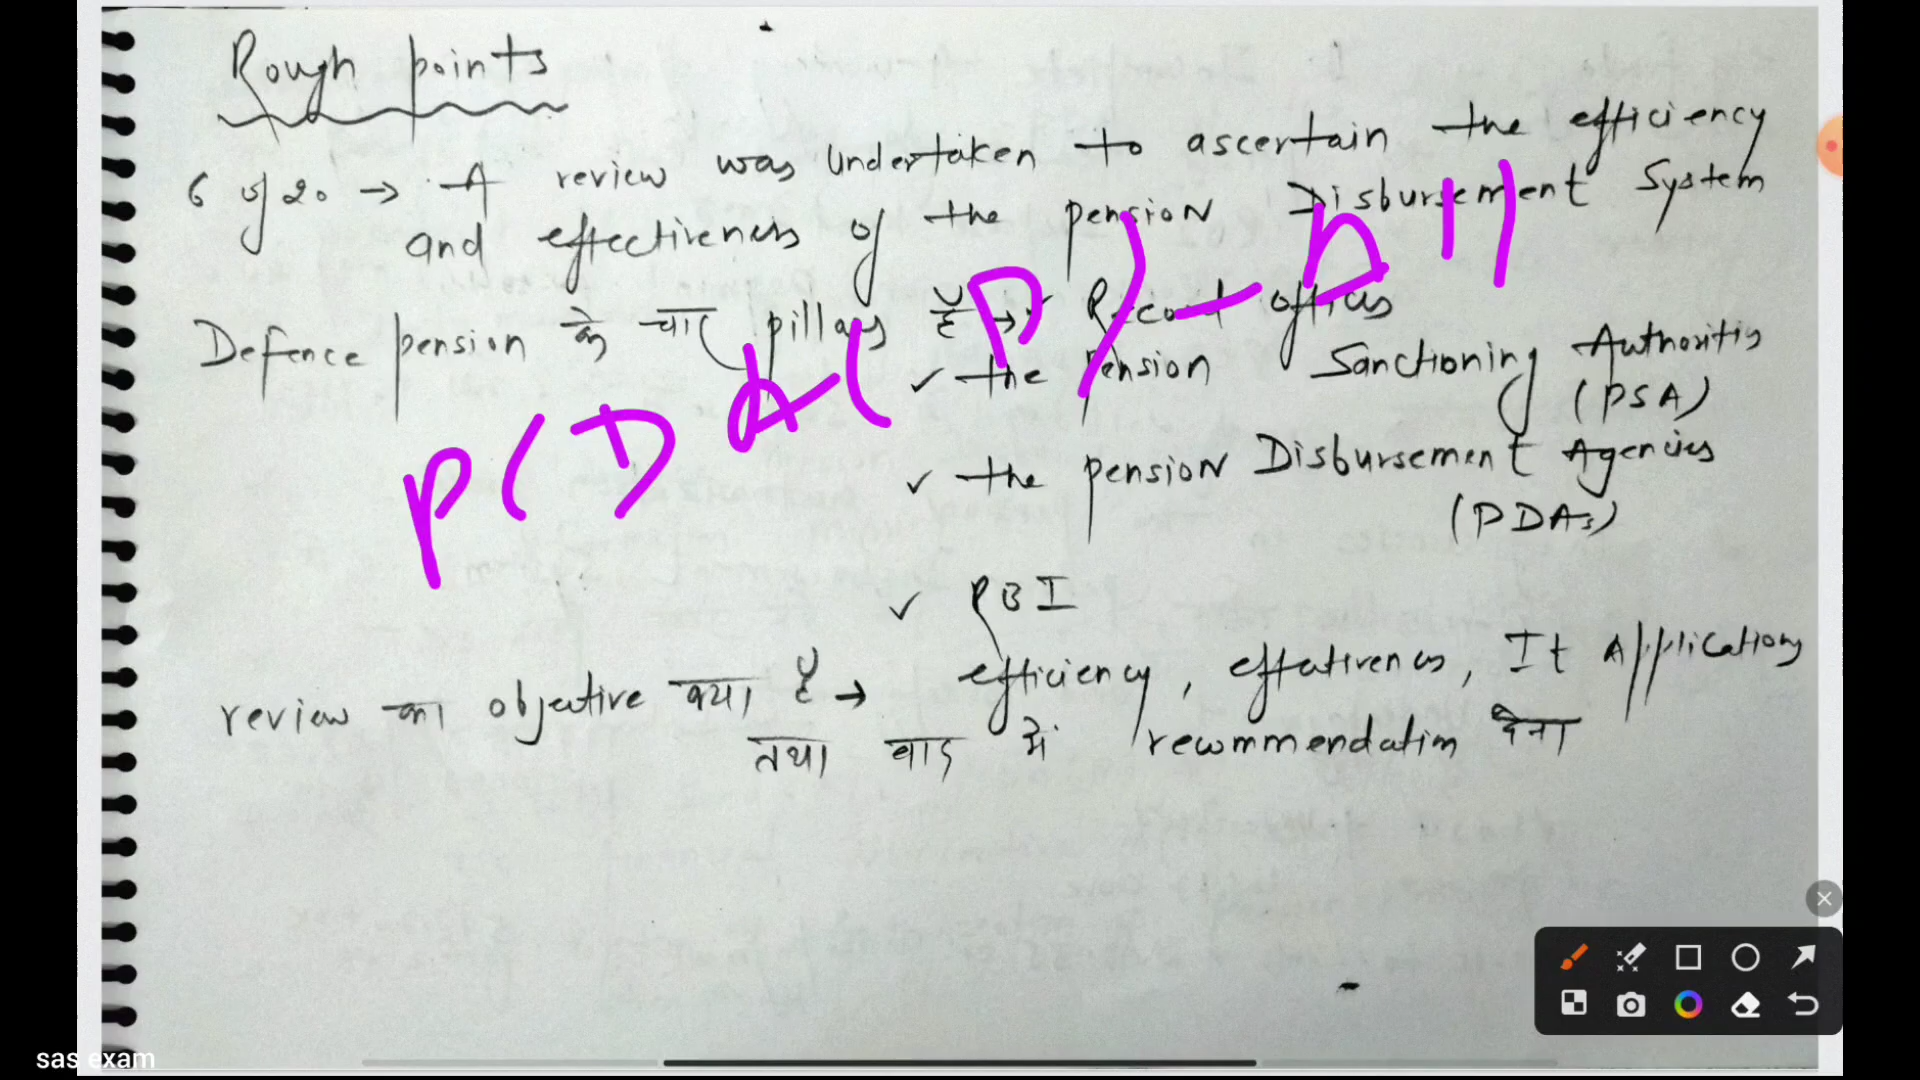 Rough points
6 of 20 → A review was undertaken to ascertain the efficiency
and effectiveness of the pension Disbursement System
Defence pension के चार pillars है → Record offices
✓ the pension Sanctioning Authorities
(PSA)
✓ the pension Disbursement Agencies
(PDAs)
✓ RBI
review का objective क्या है → efficiency, effectiveness, It Applications
तथा बाद में recommendation देना
PCDA(P)-
sas exam